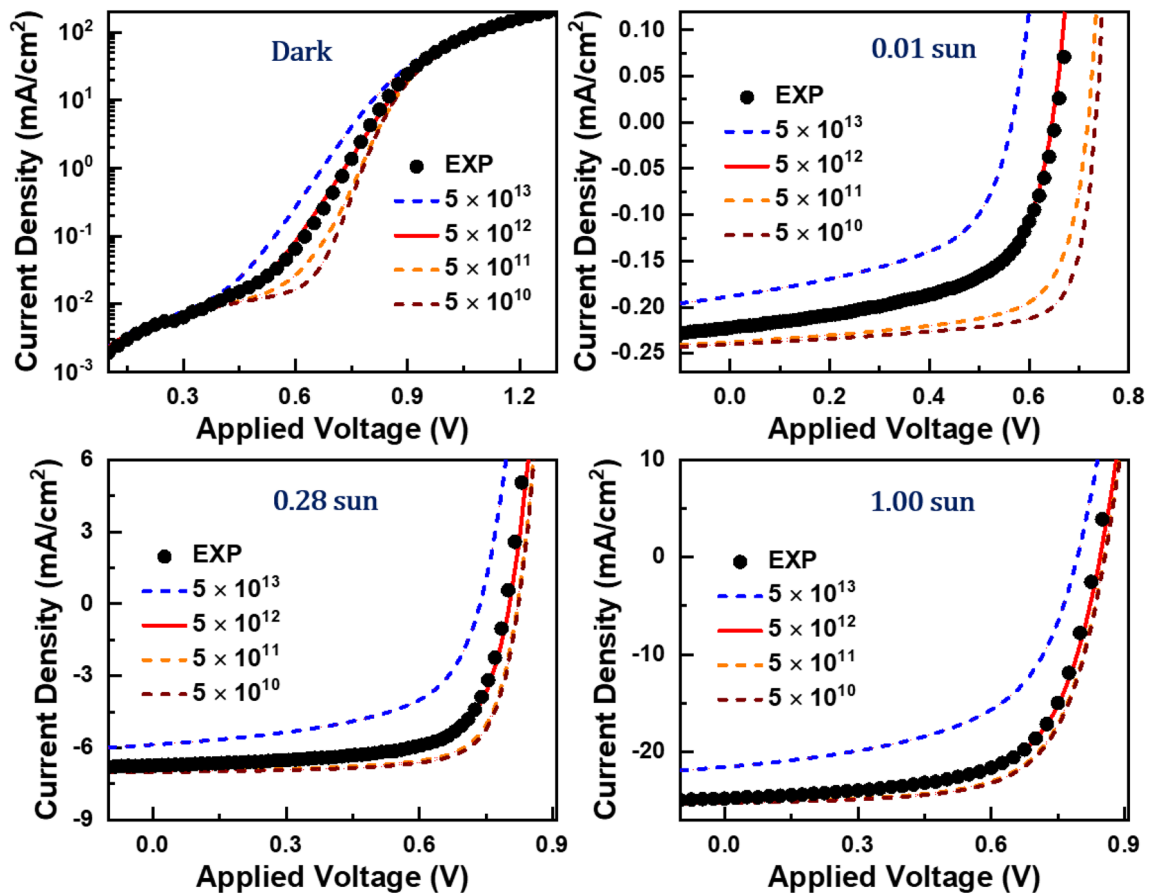 Dark
EXP
5 × 10¹³
5 × 10¹²
5 × 10¹¹
5 × 10¹⁰
10²
10¹
10⁰
10⁻¹
10⁻²
10⁻³
0.3 0.6 0.9 1.2
Current Density (mA/cm²)
Applied Voltage (V)
0.01 sun
EXP
5 × 10¹³
5 × 10¹²
5 × 10¹¹
5 × 10¹⁰
0.10
0.05
0.00
-0.05
-0.10
-0.15
-0.20
-0.25
0.0 0.2 0.4 0.6 0.8
Current Density (mA/cm²)
Applied Voltage (V)
0.28 sun
EXP
5 × 10¹³
5 × 10¹²
5 × 10¹¹
5 × 10¹⁰
6
3
0
-3
-6
-9
0.0 0.3 0.6 0.9
Current Density (mA/cm²)
Applied Voltage (V)
1.00 sun
EXP
5 × 10¹³
5 × 10¹²
5 × 10¹¹
5 × 10¹⁰
10
0
-10
-20
0.0 0.3 0.6 0.9
Current Density (mA/cm²)
Applied Voltage (V)